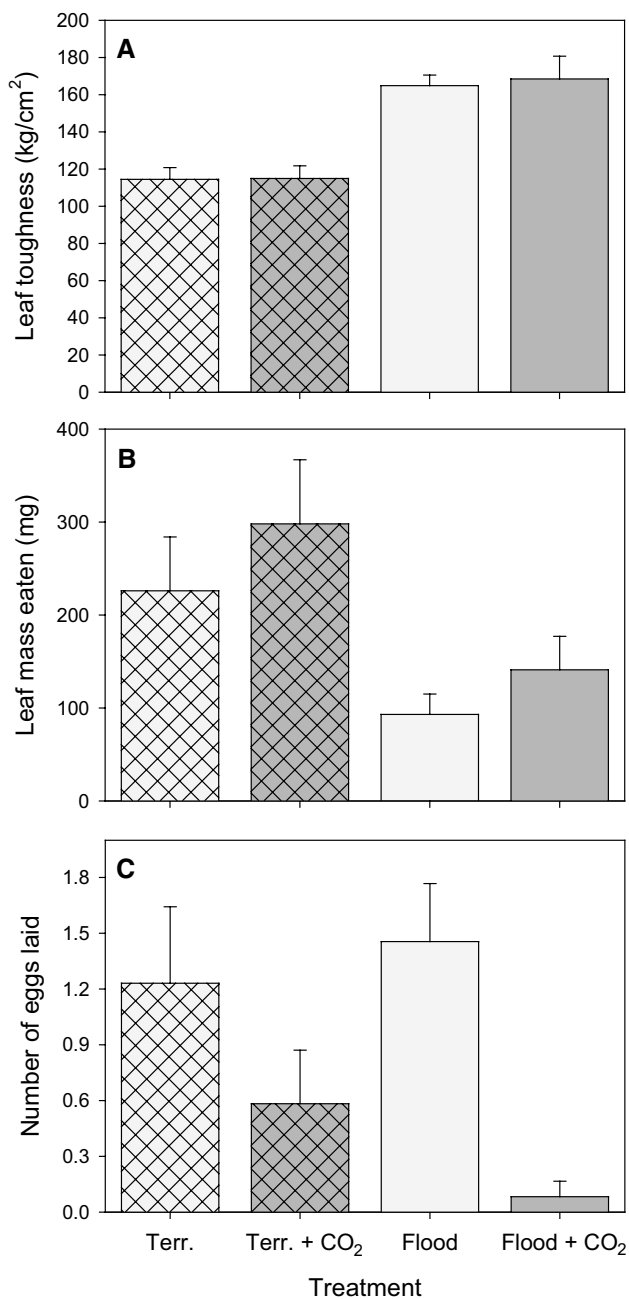 A
Leaf toughness (kg/cm²)
200
180
160
140
120
100
80
60
40
20
0
B
Leaf mass eaten (mg)
400
300
200
100
0
C
Number of eggs laid
1.8
1.5
1.2
0.9
0.6
0.3
0.0
Terr. Terr. + CO₂ Flood Flood + CO₂
Treatment